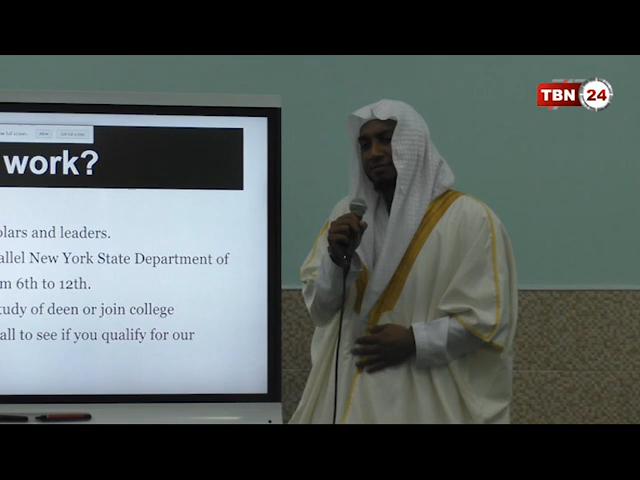 TBN 24
work?
olars and leaders.
allel New York State Department of
m 6th to 12th.
tudy of deen or join college
all to see if you qualify for our